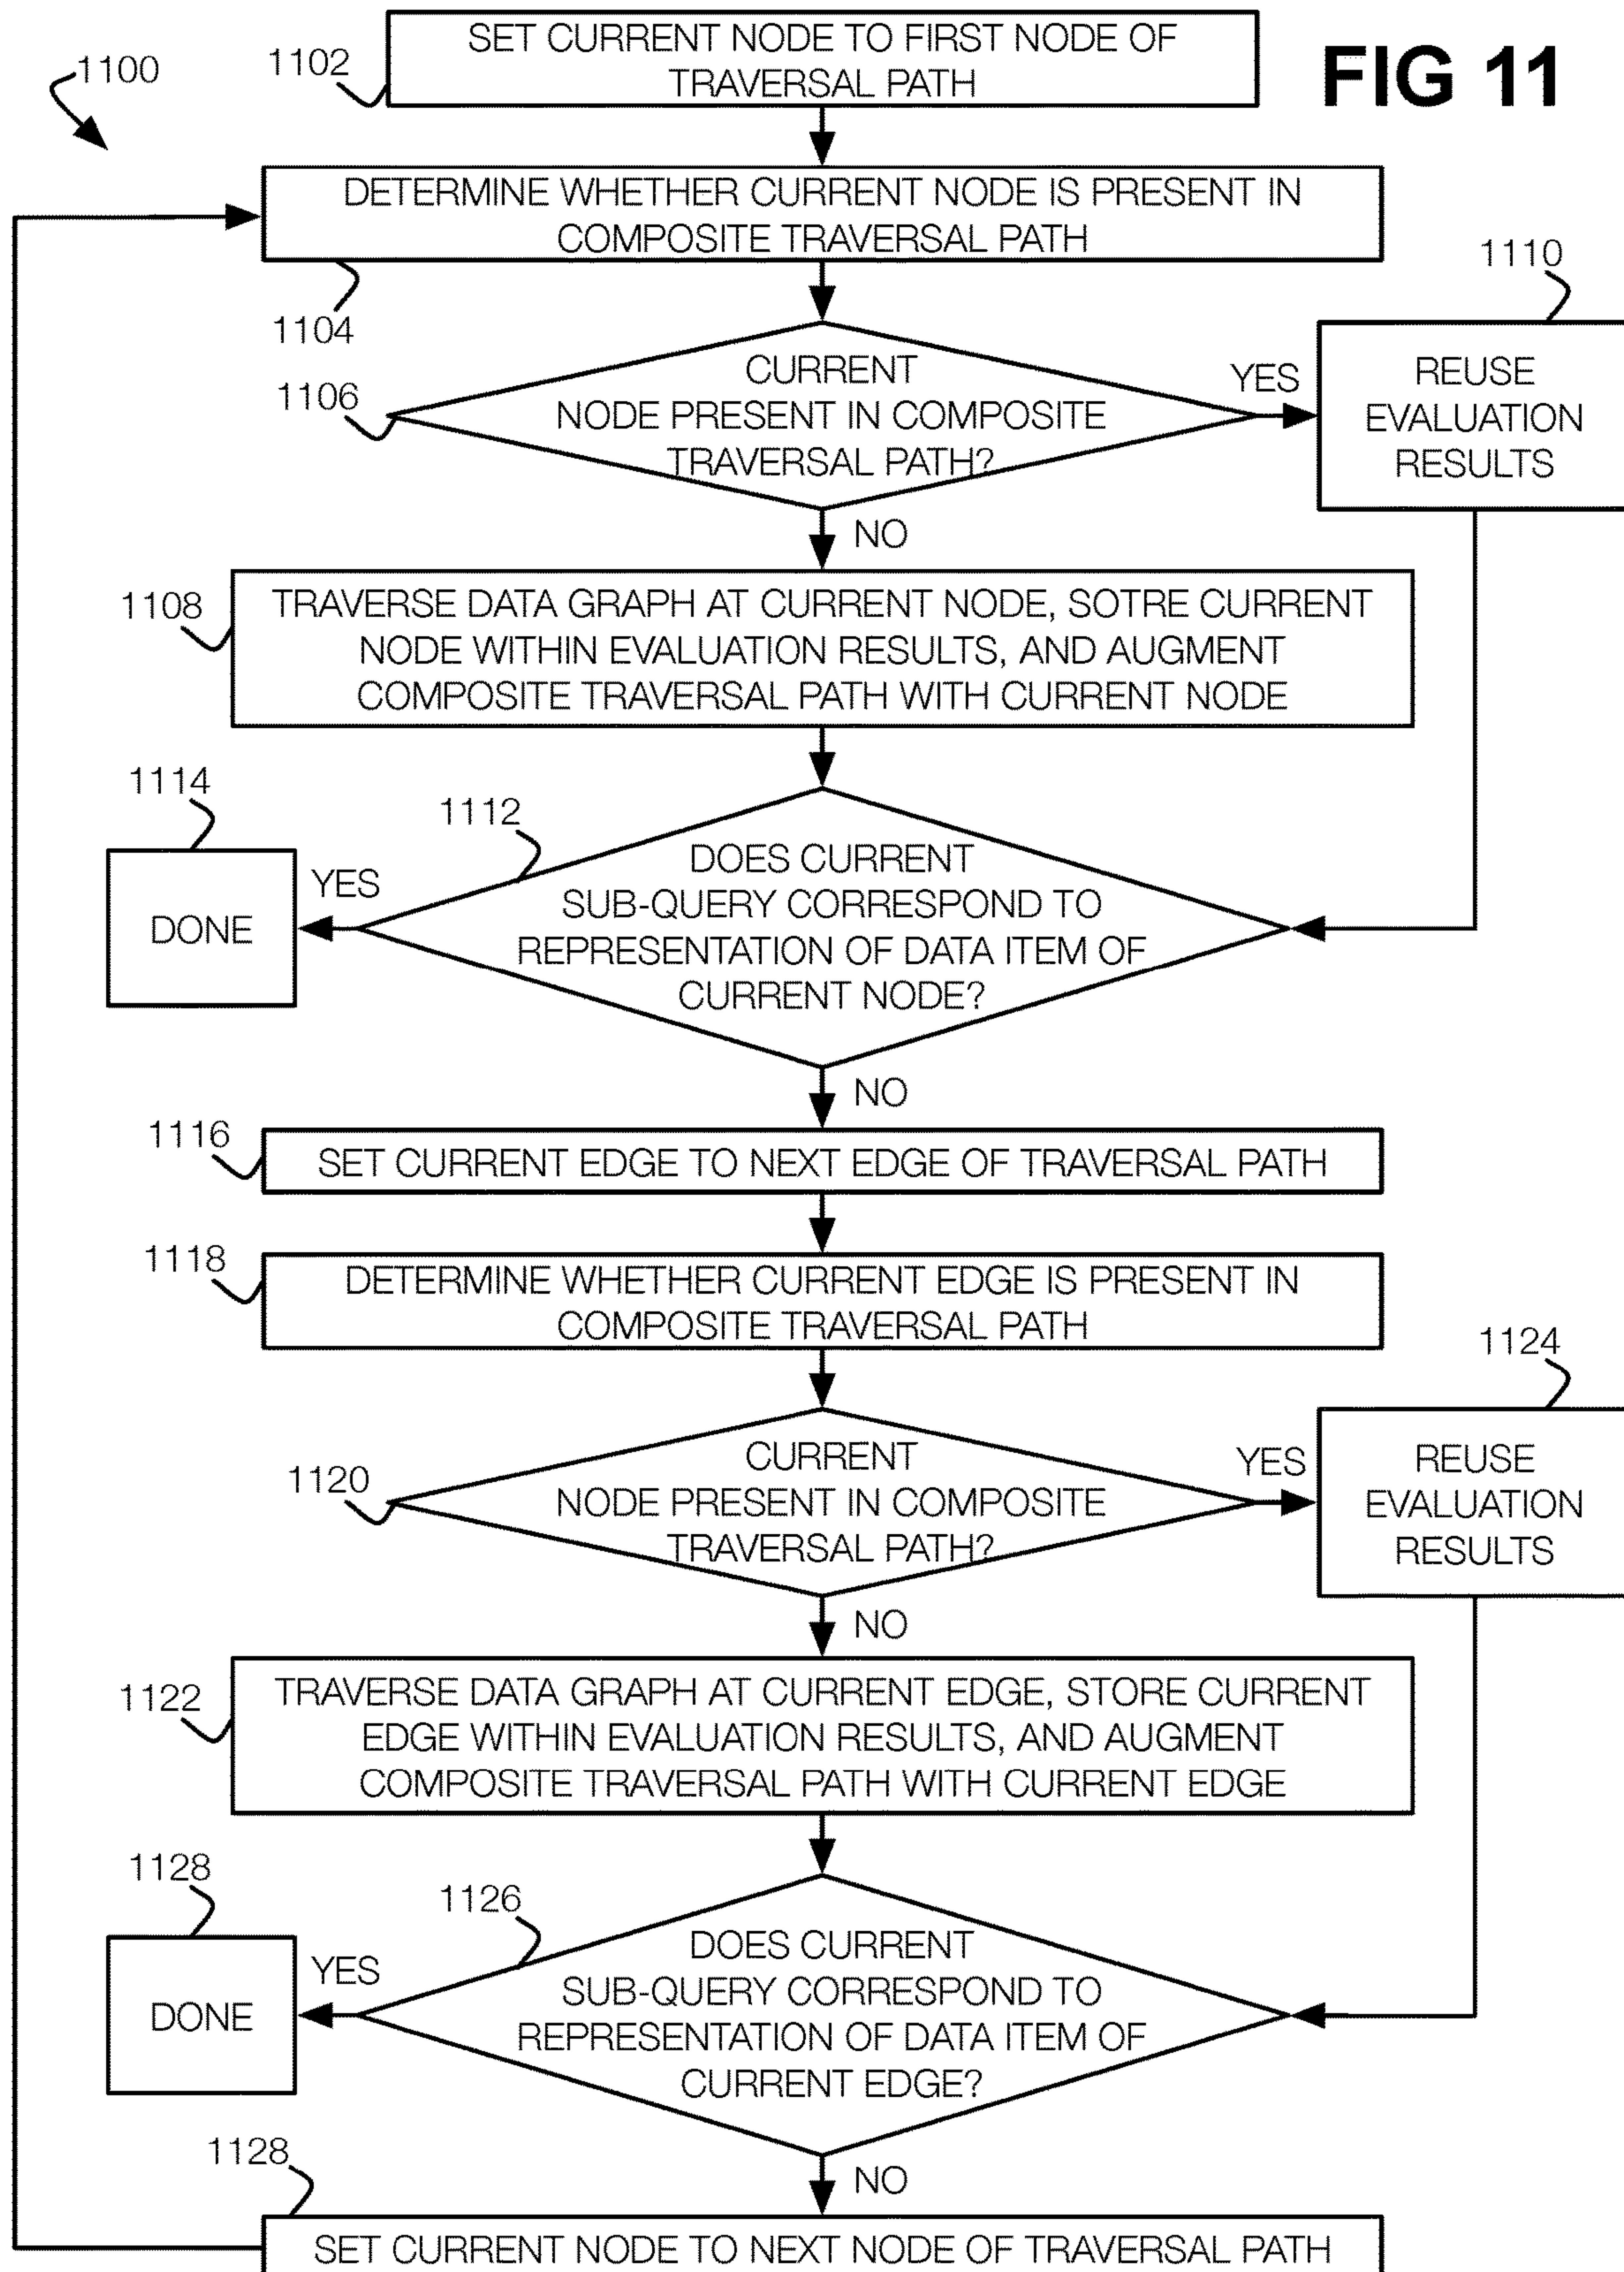 FIG 11
1100
1102
SET CURRENT NODE TO FIRST NODE OF
TRAVERSAL PATH
DETERMINE WHETHER CURRENT NODE IS PRESENT IN
COMPOSITE TRAVERSAL PATH
1104
1106
CURRENT
NODE PRESENT IN COMPOSITE
TRAVERSAL PATH?
YES
1110
REUSE
EVALUATION
RESULTS
NO
1108
TRAVERSE DATA GRAPH AT CURRENT NODE, SOTRE CURRENT
NODE WITHIN EVALUATION RESULTS, AND AUGMENT
COMPOSITE TRAVERSAL PATH WITH CURRENT NODE
1112
DOES CURRENT
SUB-QUERY CORRESPOND TO
REPRESENTATION OF DATA ITEM OF
CURRENT NODE?
YES
1114
DONE
NO
1116
SET CURRENT EDGE TO NEXT EDGE OF TRAVERSAL PATH
1118
DETERMINE WHETHER CURRENT EDGE IS PRESENT IN
COMPOSITE TRAVERSAL PATH
1120
CURRENT
NODE PRESENT IN COMPOSITE
TRAVERSAL PATH?
YES
1124
REUSE
EVALUATION
RESULTS
NO
1122
TRAVERSE DATA GRAPH AT CURRENT EDGE, STORE CURRENT
EDGE WITHIN EVALUATION RESULTS, AND AUGMENT
COMPOSITE TRAVERSAL PATH WITH CURRENT EDGE
1126
DOES CURRENT
SUB-QUERY CORRESPOND TO
REPRESENTATION OF DATA ITEM OF
CURRENT EDGE?
YES
1128
DONE
NO
1128
SET CURRENT NODE TO NEXT NODE OF TRAVERSAL PATH